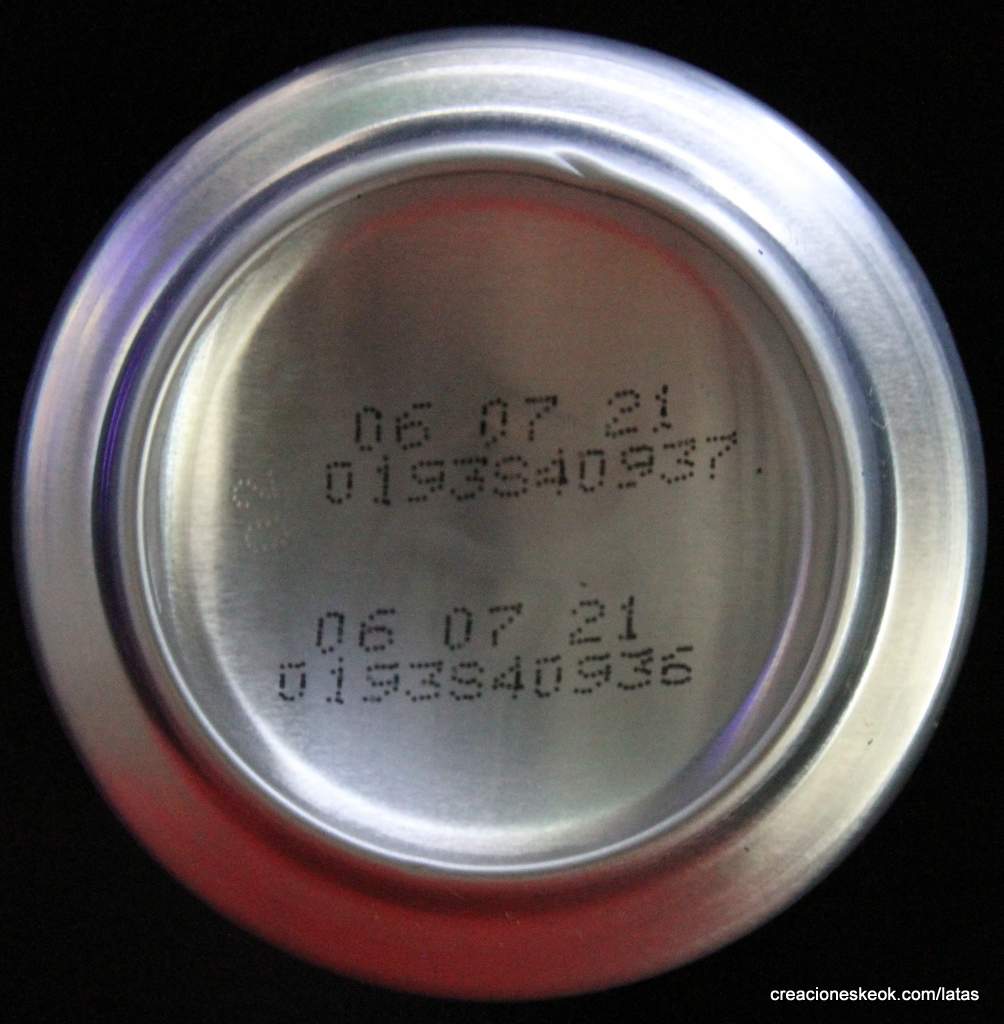 06 07 21
0193S40937
06 07 21
0193S40936
creacioneskeok.com/latas